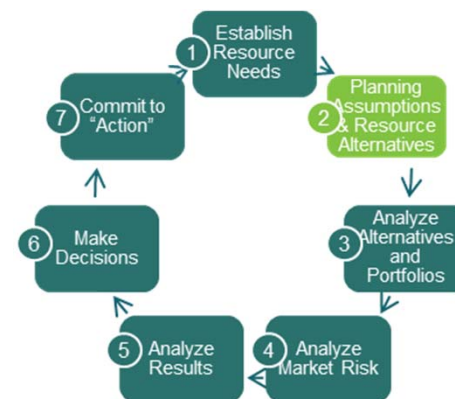 1
Establish
Resource
Needs
2
Planning
Assumptions
& Resource
Alternatives
3
Analyze
Alternatives
and
Portfolios
4
Analyze
Market Risk
5
Analyze
Results
6
Make
Decisions
7
Commit to
“Action”